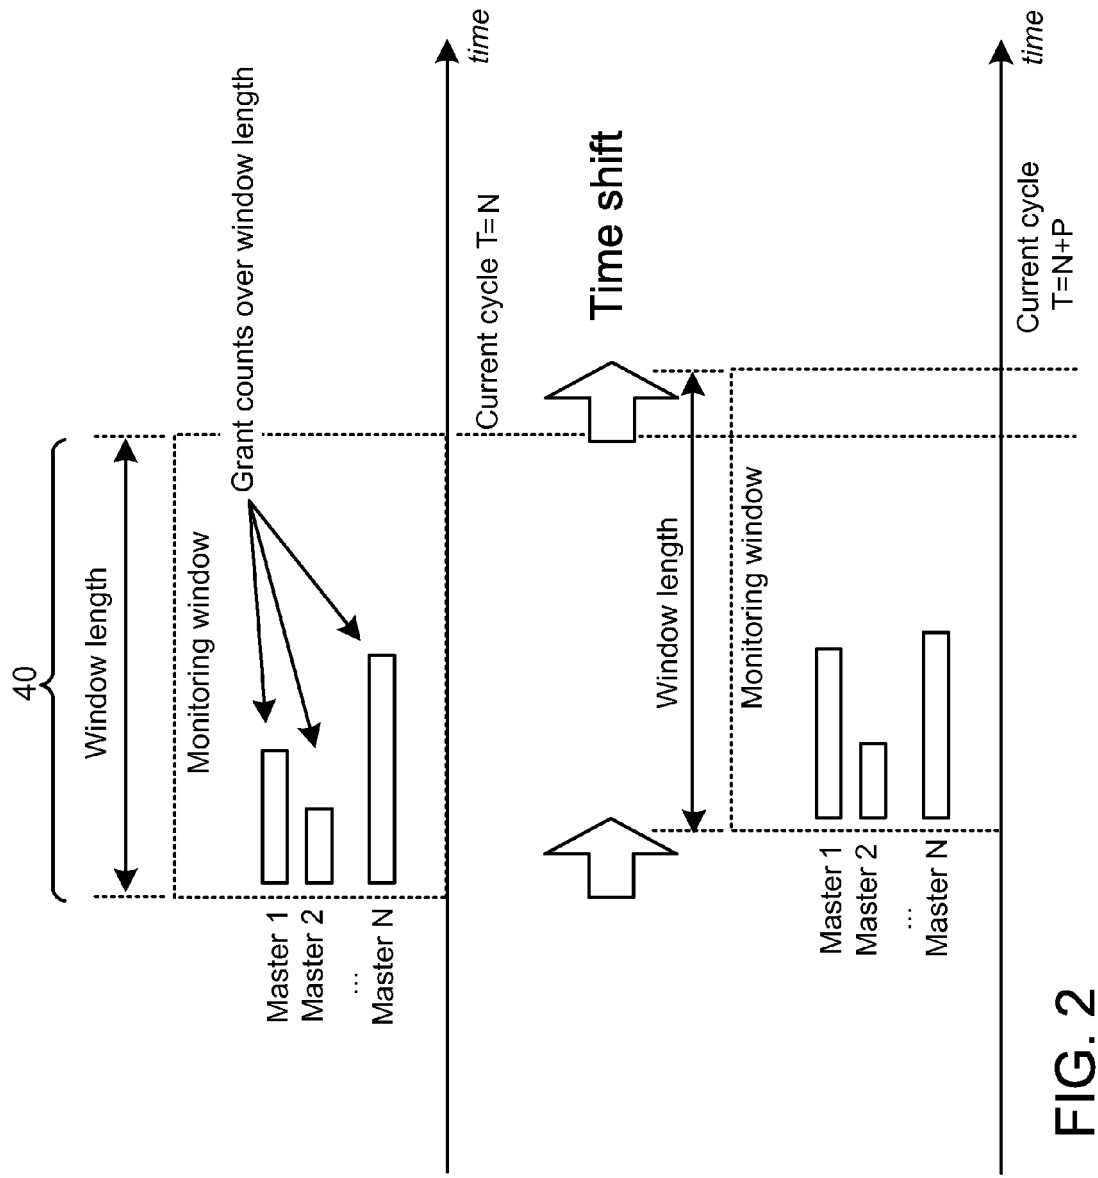 40
Window length
Monitoring window
Grant counts over window length
Master 1
Master 2
...
Master N
time
Current cycle T=N
Time shift
Window length
Monitoring window
Master 1
Master 2
...
Master N
time
Current cycle
T=N+P
FIG. 2